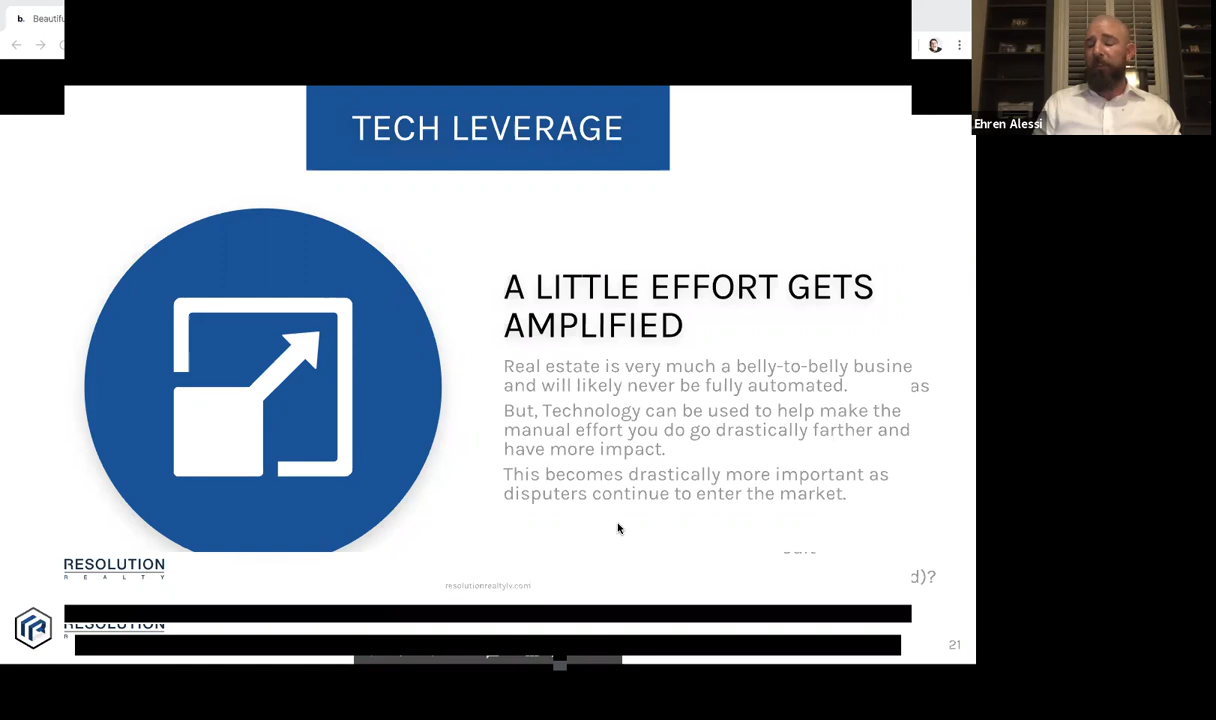 b. Beautifu
Ehren Alessi
TECH LEVERAGE
A LITTLE EFFORT GETS
AMPLIFIED
Real estate is very much a belly-to-belly busine
and will likely never be fully automated.
as
But, Technology can be used to help make the
manual effort you do go drastically farther and
have more impact.
This becomes drastically more important as
disputers continue to enter the market.
RESOLUTION
REALTY
resolutionrealtylv.com
d)?
RESOLUTION
21